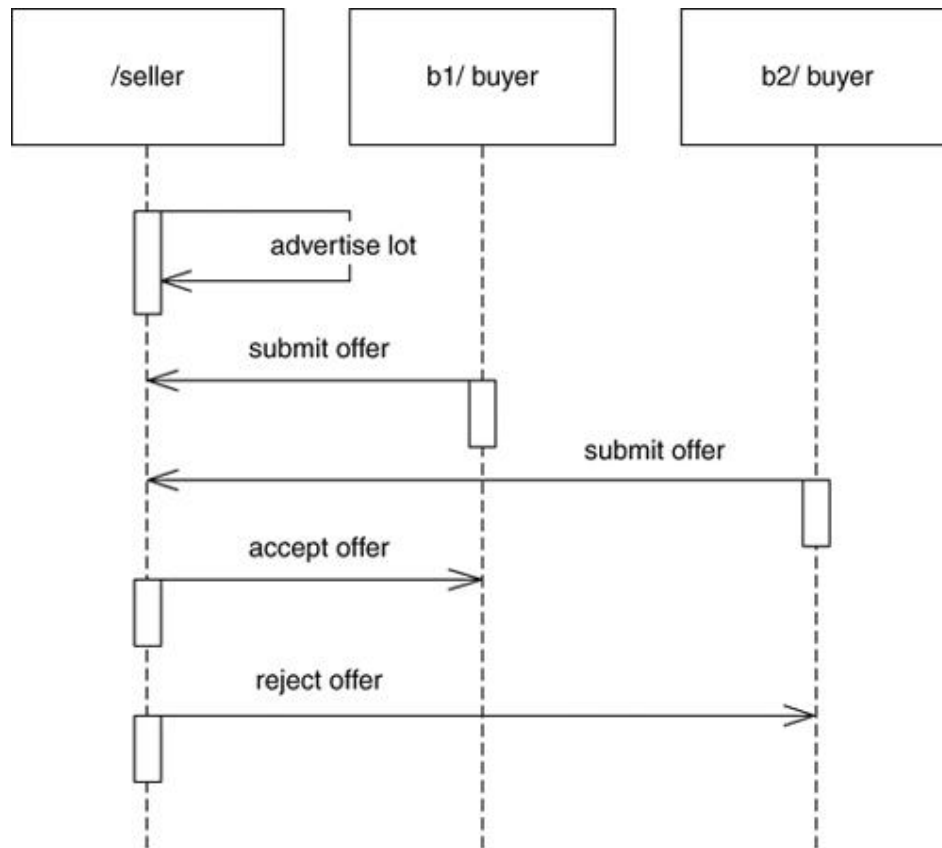 /seller
b1/ buyer
b2/ buyer
advertise lot
submit offer
submit offer
accept offer
reject offer